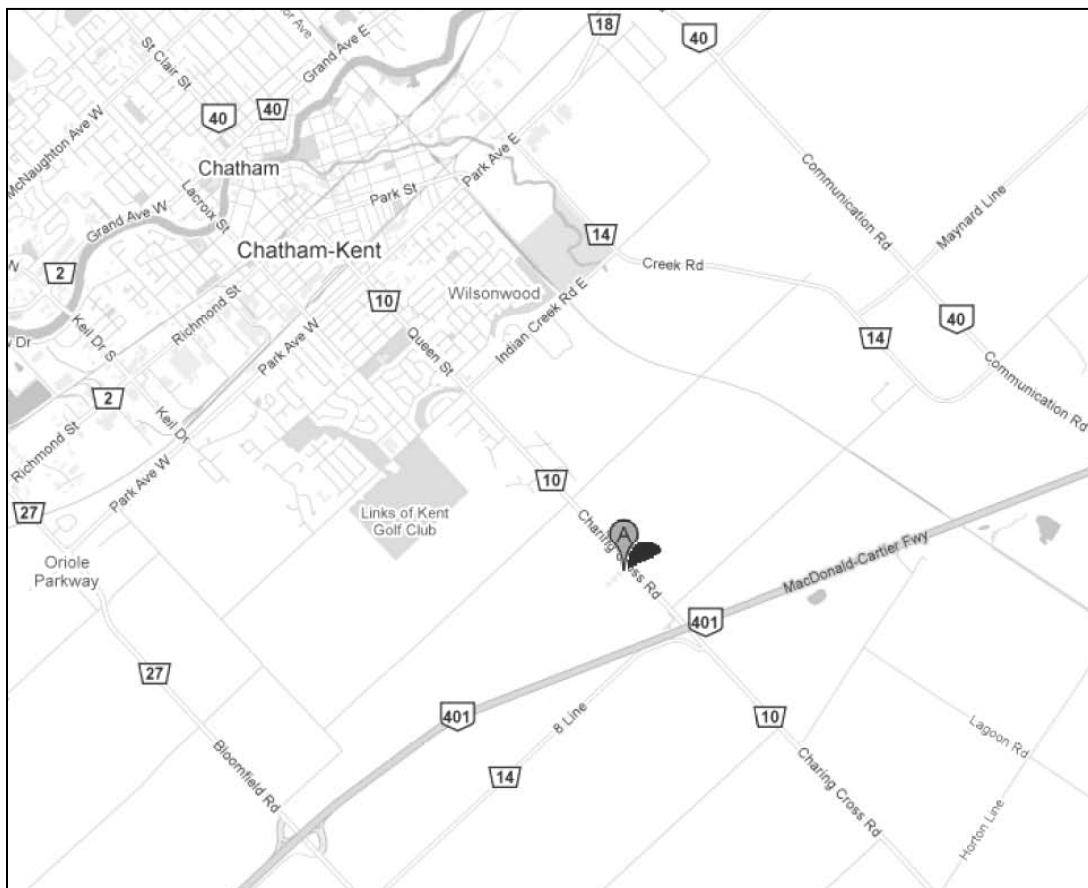 18
40
Grand Ave E
St Clair St
40
40
McNaughton Ave W
Chatham
Park Ave E
Communication Rd
Maynard Line
Lacroix St
Park St
Grand Ave W
14
Chatham-Kent
Creek Rd
2
10
Wilsonwood
Indian Creek Rd E
Richmond St
40
14
Keil Dr S
Park Ave W
Queen St
Dr
Communication Rd
2
Keil Dr
Richmond St
Park Ave W
10
27
Links of Kent
Golf Club
Charing Cross Rd
A
MacDonald-Cartier Fwy
Oriole
Parkway
401
27
401
10
8 Line
Lagoon Rd
Bloomfield Rd
14
Charing Cross Rd
Horton Line